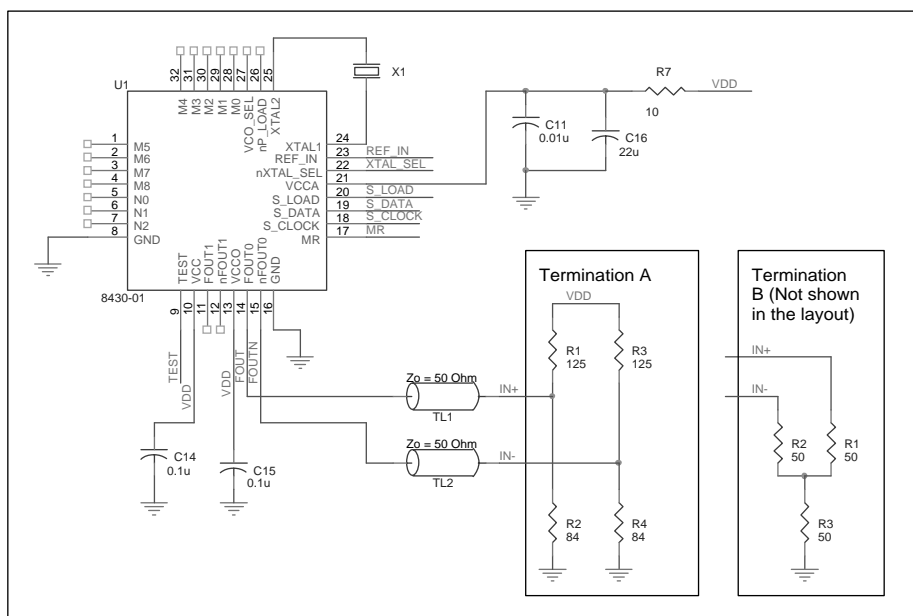 32
31
30
29
28
27
26
25
U1
M4
M3
M2
M1
M0
VCO_SEL
nP_LOAD
XTAL2
X1
R7
VDD
10
C11
0.01u
C16
22u
1 M5
2 M6
3 M7
4 M8
5 N0
6 N1
7 N2
8 GND
XTAL1 24
REF_IN 23 REF_IN
nXTAL_SEL 22 XTAL_SEL
VCCA 21
S_LOAD 20 S_LOAD
S_DATA 19 S_DATA
S_CLOCK 18 S_CLOCK
MR 17 MR
TEST
VCC
FOUT1
nFOUT1
VCCO
FOUT0
nFOUT0
GND
8430-01
9
10
11
12
13
14
15
16
TEST
VDD
VDD
FOUT
FOUTN
C14
0.1u
C15
0.1u
Zo = 50 Ohm
TL1
IN+
Zo = 50 Ohm
TL2
IN-
Termination A
VDD
R1
125
R3
125
R2
84
R4
84
Termination
B (Not shown
in the layout)
IN+
IN-
R2
50
R1
50
R3
50